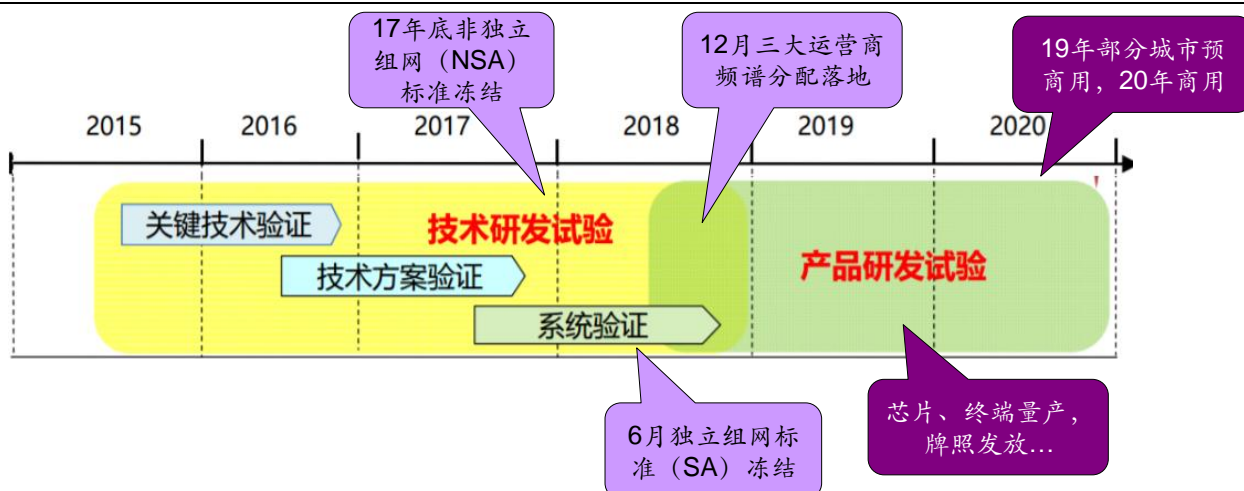 17年底非独立
组网（NSA）
标准冻结
12月三大运营商
频谱分配落地
19年部分城市预
商用，20年商用
2015
2016
2017
2018
2019
2020
关键技术验证
技术研发试验
技术方案验证
产品研发试验
系统验证
6月独立组网标
准（SA）冻结
芯片、终端量产，
牌照发放…